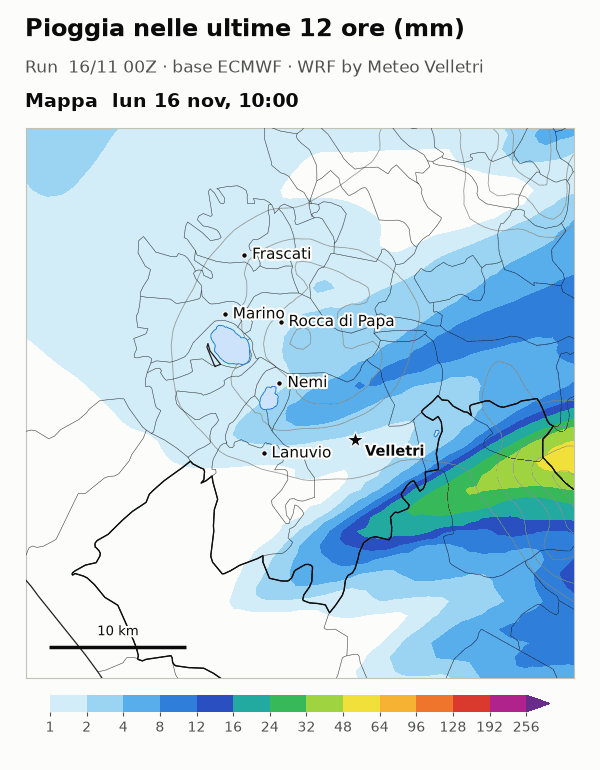 Pioggia nelle ultime 12 ore (mm)
Run 16/11 00Z · base ECMWF · WRF by Meteo Velletri
Mappa lun 16 nov, 10:00
Frascati
Marino
Rocca di Papa
Nemi
Velletri
Lanuvio
10 km
1 2 4 8 12 16 24 32 48 64 96 128 192 256